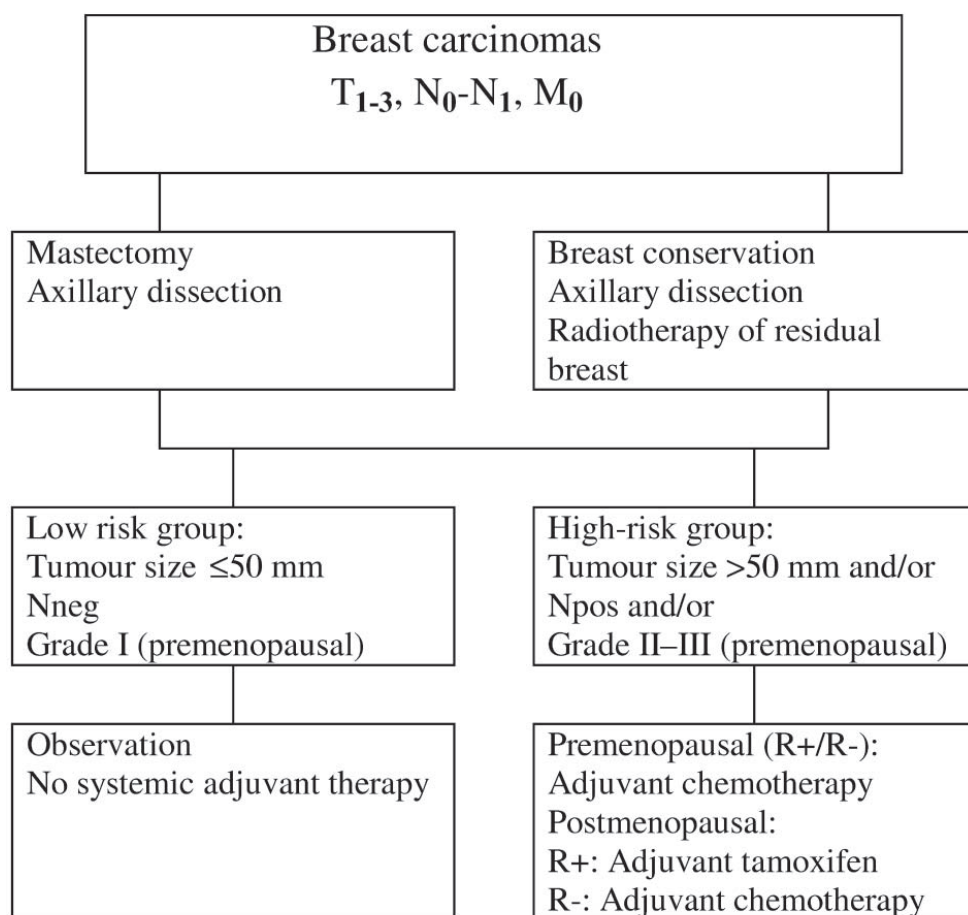 Breast carcinomas
T1-3, N0-N1, M0
Mastectomy
Axillary dissection
Breast conservation
Axillary dissection
Radiotherapy of residual
breast
Low risk group:
Tumour size ≤50 mm
Nneg
Grade I (premenopausal)
High-risk group:
Tumour size >50 mm and/or
Npos and/or
Grade II–III (premenopausal)
Observation
No systemic adjuvant therapy
Premenopausal (R+/R-):
Adjuvant chemotherapy
Postmenopausal:
R+: Adjuvant tamoxifen
R-: Adjuvant chemotherapy